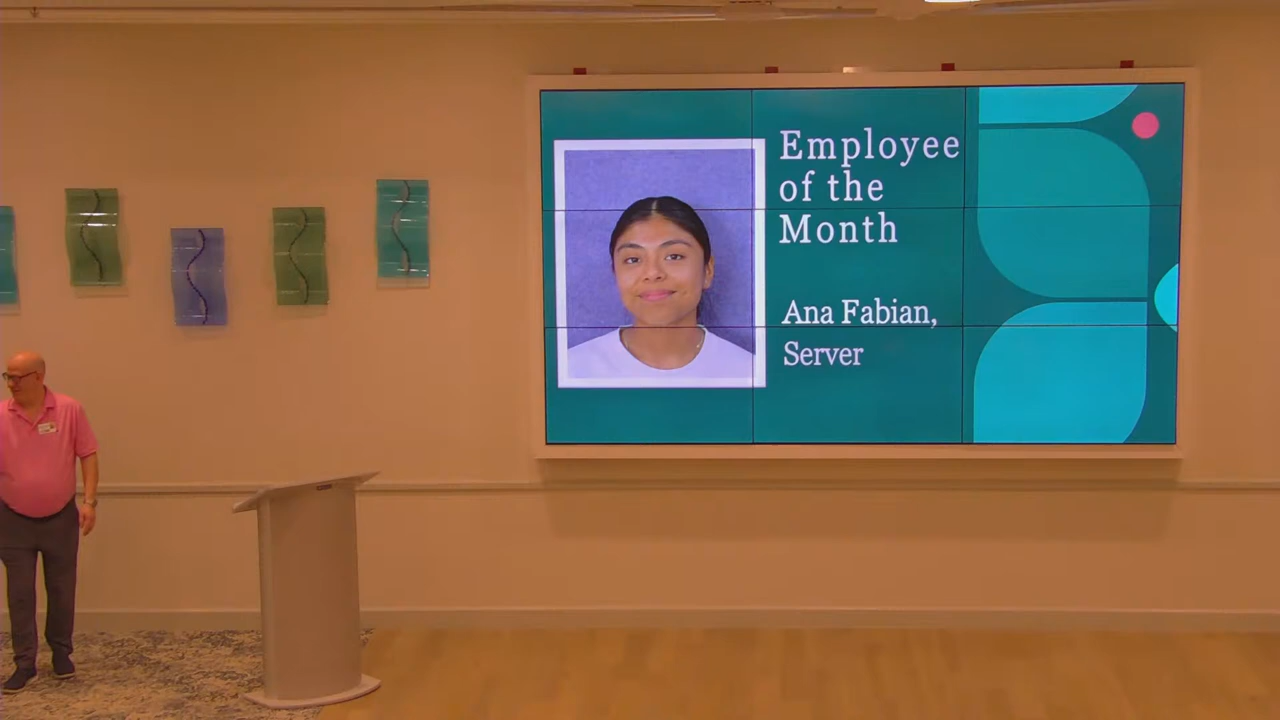 Employee
of the
Month
Ana Fabian,
Server